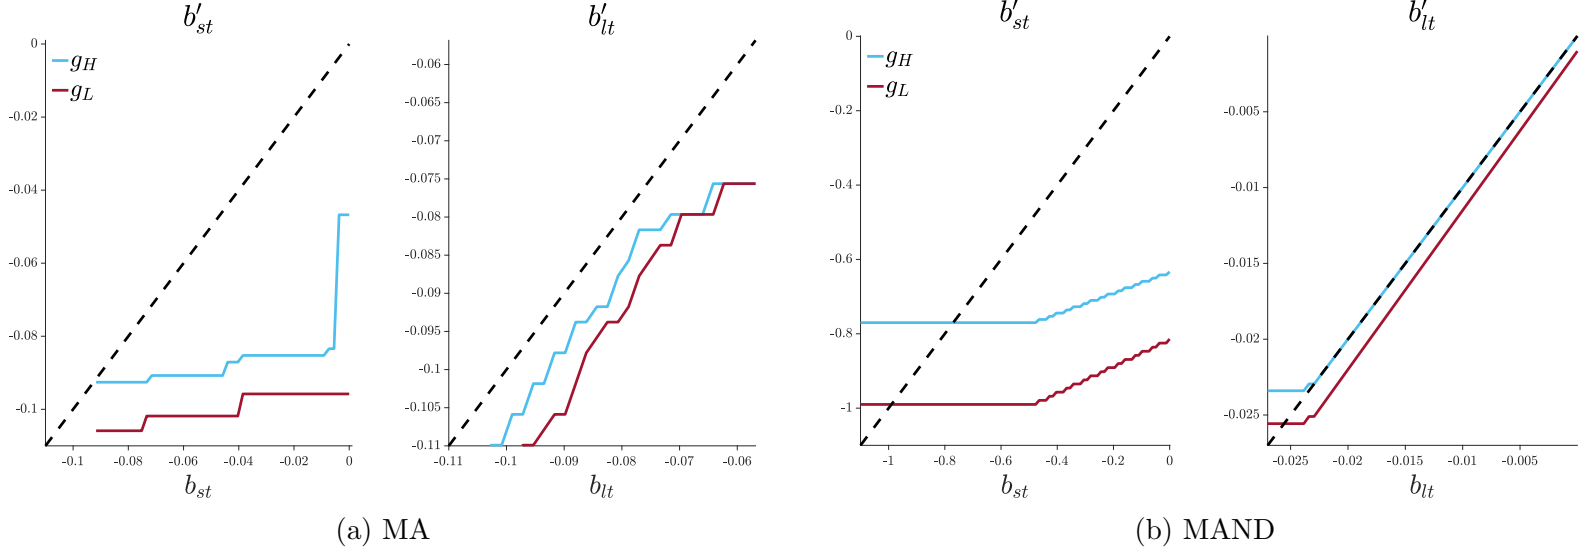 b′st
0
-0.02
-0.04
-0.06
-0.08
-0.1
gH
gL
-0.1 -0.08 -0.06 -0.04 -0.02 0
bst
b′lt
-0.06
-0.065
-0.07
-0.075
-0.08
-0.085
-0.09
-0.095
-0.1
-0.105
-0.11
-0.11 -0.1 -0.09 -0.08 -0.07 -0.06
blt
(a) MA
b′st
0
-0.2
-0.4
-0.6
-0.8
-1
gH
gL
-1 -0.8 -0.6 -0.4 -0.2 0
bst
b′lt
-0.005
-0.01
-0.015
-0.02
-0.025
-0.025 -0.02 -0.015 -0.01 -0.005
blt
(b) MAND